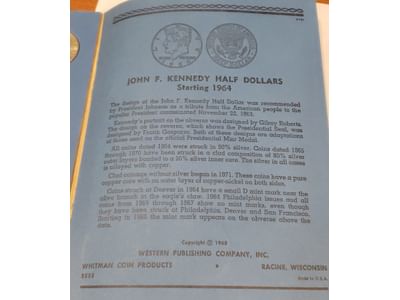 JOHN F. KENNEDY HALF DOLLARS
Starting 1964
The design of the John F. Kennedy Half Dollar was recommended
by President Johnson as a tribute from the American people to the
popular President assassinated November 22, 1963.
Kennedy's portrait on the obverse was designed by Gilroy Roberts.
The design on the reverse, which shows the Presidential Seal, was
designed by Frank Gasparro. Both of these designs are adaptations
of those used on the official Presidential Mint Medal.
All coins dated 1964 were struck in 90% silver. Coins dated 1965
through 1970 have been struck in a clad composition of 80% silver
outer layers bonded to a 20% silver inner core. The silver in all cases
is alloyed with copper.
Clad coinage without silver began in 1971. These coins have a pure
copper core with an outer layer of copper-nickel on both sides.
Coins struck at Denver in 1964 have a small D mint mark near the
olive branch in the eagle's claw. 1964 Philadelphia issues and all
coins from 1965 through 1967 show no mint marks, even though
they have been struck at Philadelphia, Denver and San Francisco.
Starting in 1968 the mint mark appears on the obverse above the
date.
Copyright ©
WESTERN PUBLISHING COMPANY, INC.
WHITMAN COIN PRODUCTS • RACINE, WISCONSIN
Made in U.S.A.